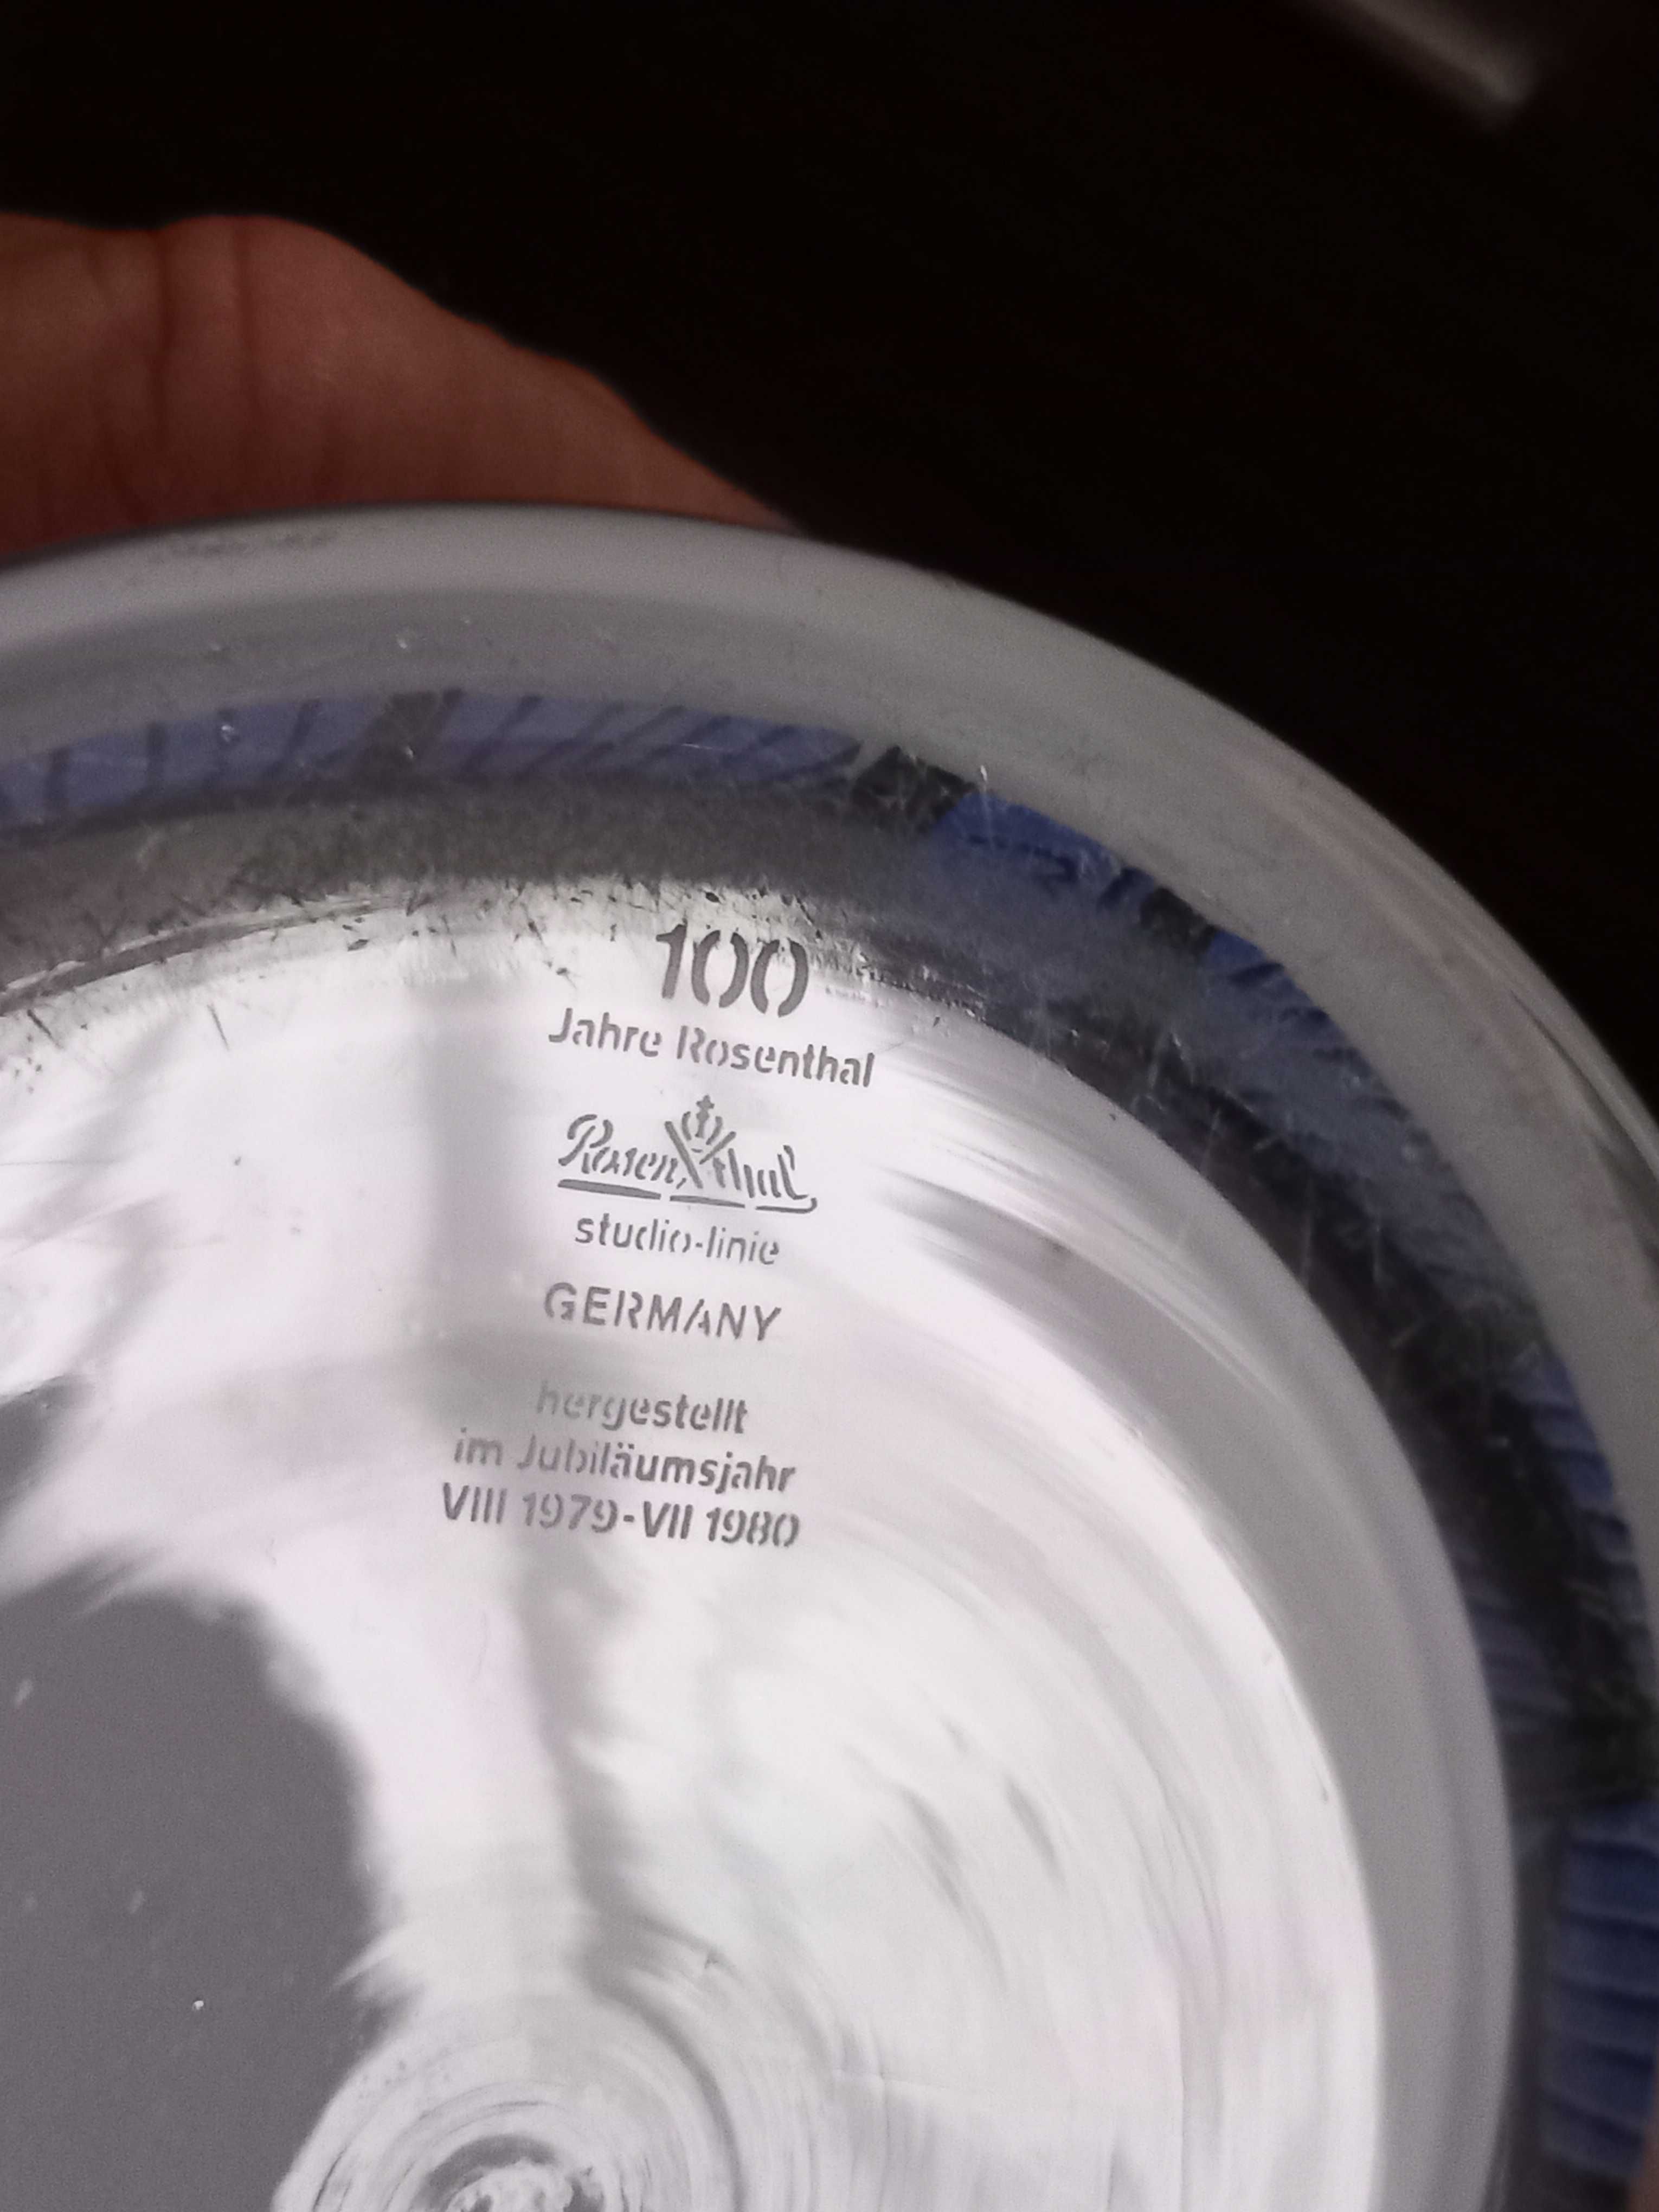 100
Jahre Rosenthal
Rosenthal
studio-linie
GERMANY
hergestellt
im Jubiläumsjahr
VIII 1979-VII 1980